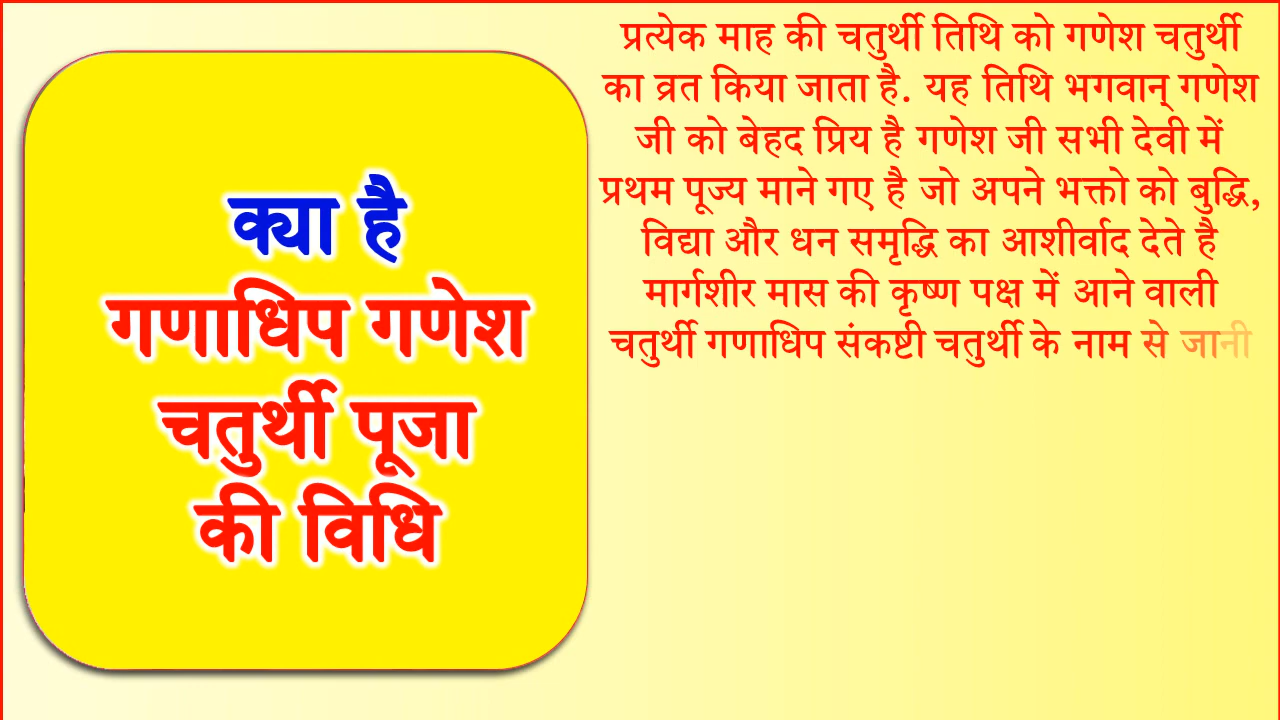 क्या है
गणाधिप गणेश
चतुर्थी पूजा
की विधि
प्रत्येक माह की चतुर्थी तिथि को गणेश चतुर्थी
का व्रत किया जाता है. यह तिथि भगवान् गणेश
जी को बेहद प्रिय है गणेश जी सभी देवी में
प्रथम पूज्य माने गए है जो अपने भक्तो को बुद्धि,
विद्या और धन समृद्धि का आशीर्वाद देते है
मार्गशीर मास की कृष्ण पक्ष में आने वाली
चतुर्थी गणाधिप संकष्टी चतुर्थी के नाम से जानी